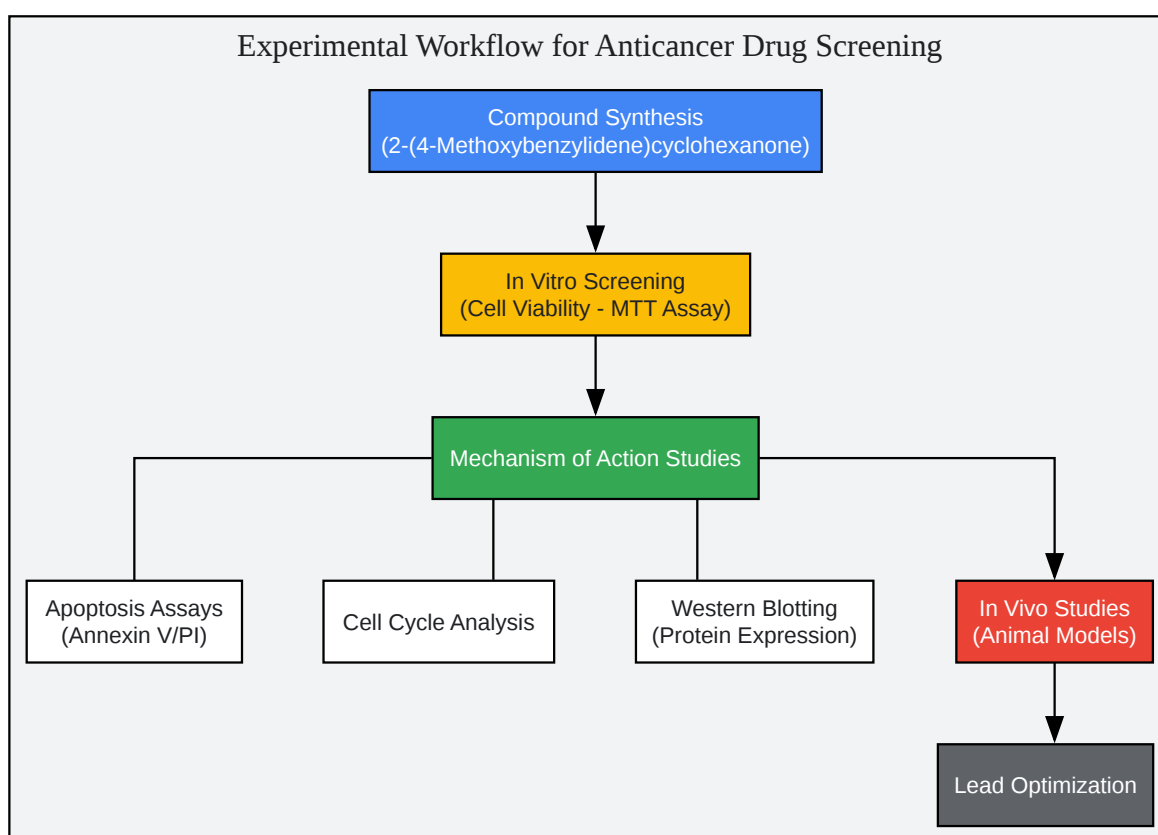 Experimental Workflow for Anticancer Drug Screening
Compound Synthesis
(2-(4-Methoxybenzylidene)cyclohexanone)
In Vitro Screening
(Cell Viability - MTT Assay)
Mechanism of Action Studies
Apoptosis Assays
(Annexin V/PI)
Cell Cycle Analysis
Western Blotting
(Protein Expression)
In Vivo Studies
(Animal Models)
Lead Optimization